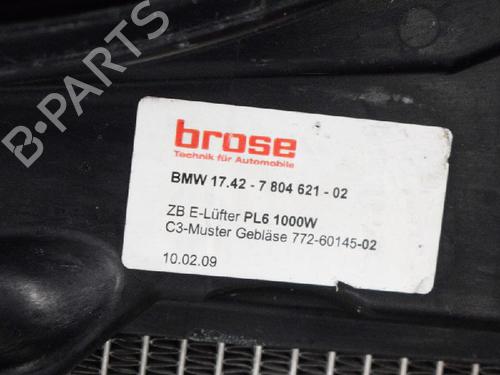 B-PARTS
brose
Technik für Automobile
BMW 17.42 - 7 804 621 - 02
ZB E-Lüfter PL6 1000W
C3-Muster Gebläse 772-60145-02
10.02.09